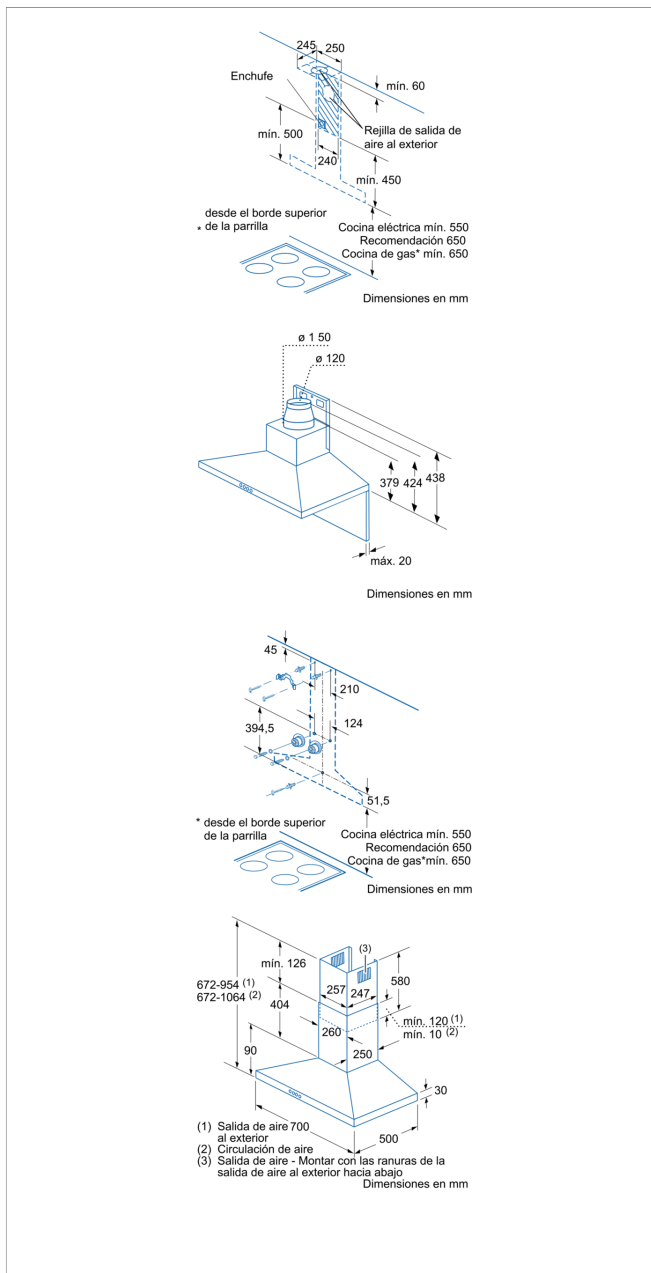 245 250
Enchufe
mín. 60
mín. 500
Rejilla de salida de
aire al exterior
240
mín. 450
desde el borde superior
* de la parrilla
Cocina eléctrica mín. 550
Recomendación 650
Cocina de gas* mín. 650
Dimensiones en mm
ø 1 50
ø 120
379 424 438
máx. 20
Dimensiones en mm
45
210
394,5
124
51,5
* desde el borde superior
de la parrilla
Cocina eléctrica mín. 550
Recomendación 650
Cocina de gas*mín. 650
Dimensiones en mm
(3)
mín. 126
672-954 (1)
672-1064 (2)
404
257 247
580
mín. 120 (1)
mín. 10 (2)
260
250
90
30
(1) Salida de aire 700
al exterior
500
(2) Circulación de aire
(3) Salida de aire - Montar con las ranuras de la
salida de aire al exterior hacia abajo
Dimensiones en mm